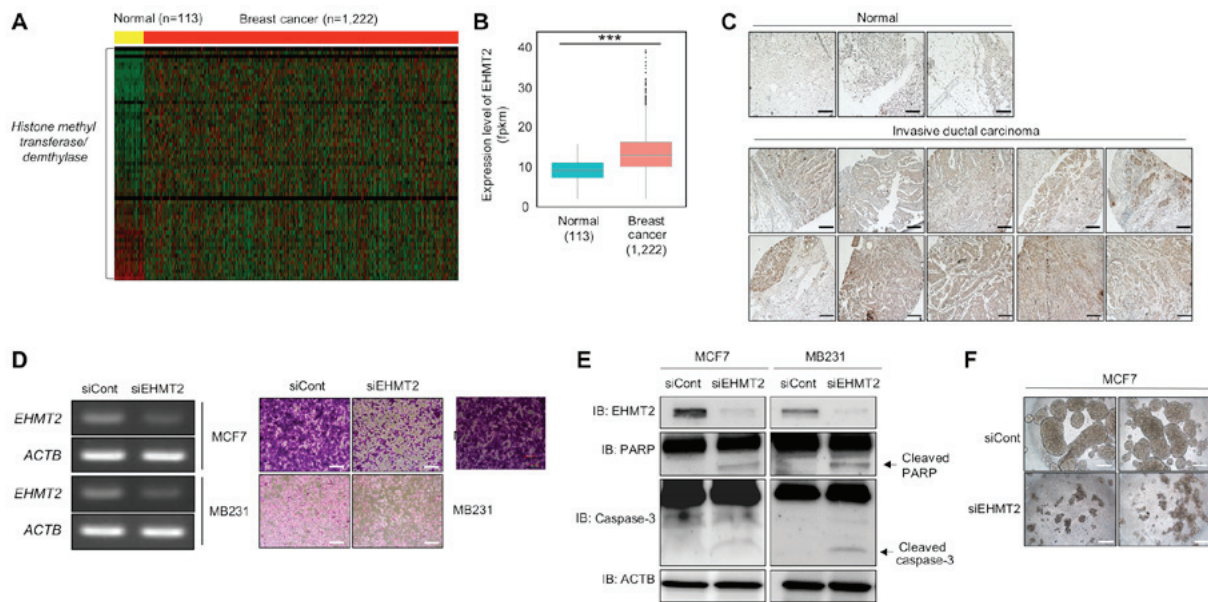 A
Normal (n=113)
Breast cancer (n=1,222)
Histone methyl
transferase/
demthylase
B
***
Expression level of EHMT2
(fpkm)
40
30
20
10
0
Normal
(113)
Breast
cancer
(1,222)
C
Normal
Invasive ductal carcinoma
D
siCont
siEHMT2
EHMT2
ACTB
MCF7
EHMT2
ACTB
MB231
siCont
siEHMT2
MB231
E
MCF7
MB231
siCont
siEHMT2
siCont
siEHMT2
IB: EHMT2
IB: PARP
Cleaved
PARP
IB: Caspase-3
Cleaved
caspase-3
IB: ACTB
F
MCF7
siCont
siEHMT2